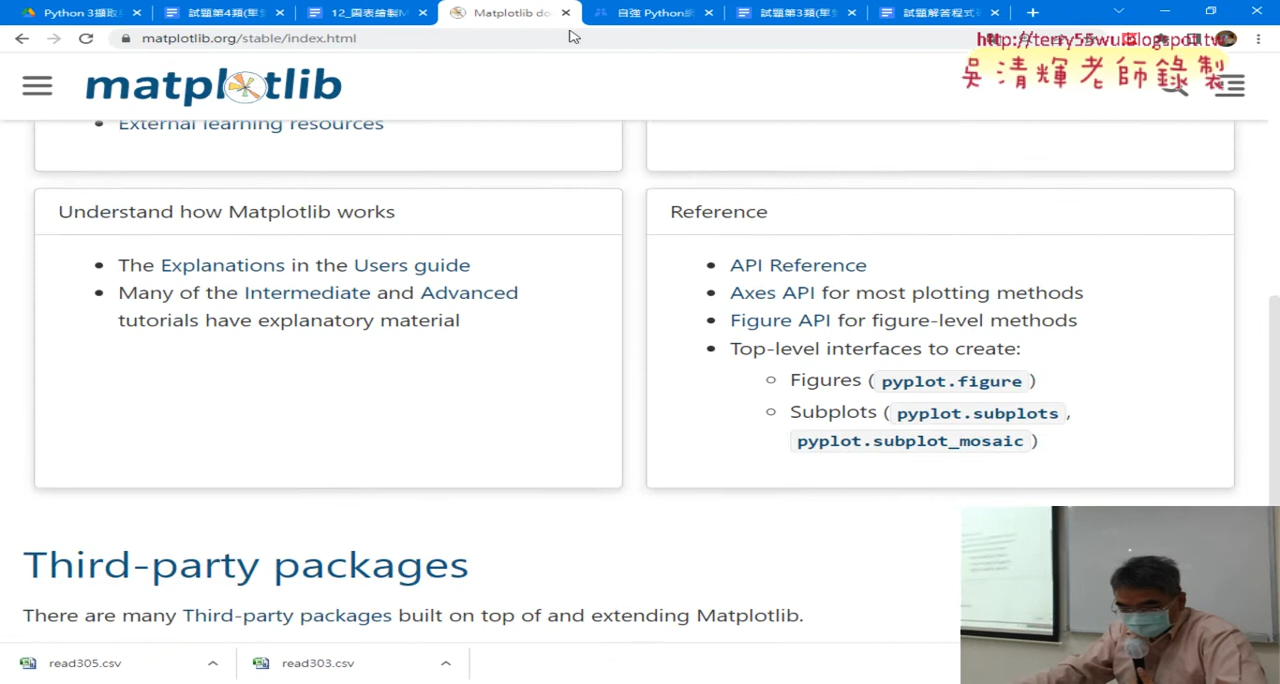 Python 3擷取
試題第4類(單
12_圖表繪製M
Matplotlib do
自強 Python
試題第3類(單
試題解答程式
matplotlib.org/stable/index.html
http://terry55wu.blogspot.tw
吳清輝老師錄製
matplotlib
External learning resources
Understand how Matplotlib works
The Explanations in the Users guide
Many of the Intermediate and Advanced
tutorials have explanatory material
Reference
API Reference
Axes API for most plotting methods
Figure API for figure-level methods
Top-level interfaces to create:
Figures (pyplot.figure)
Subplots (pyplot.subplots,
pyplot.subplot_mosaic)
Third-party packages
There are many Third-party packages built on top of and extending Matplotlib.
read305.csv
read303.csv